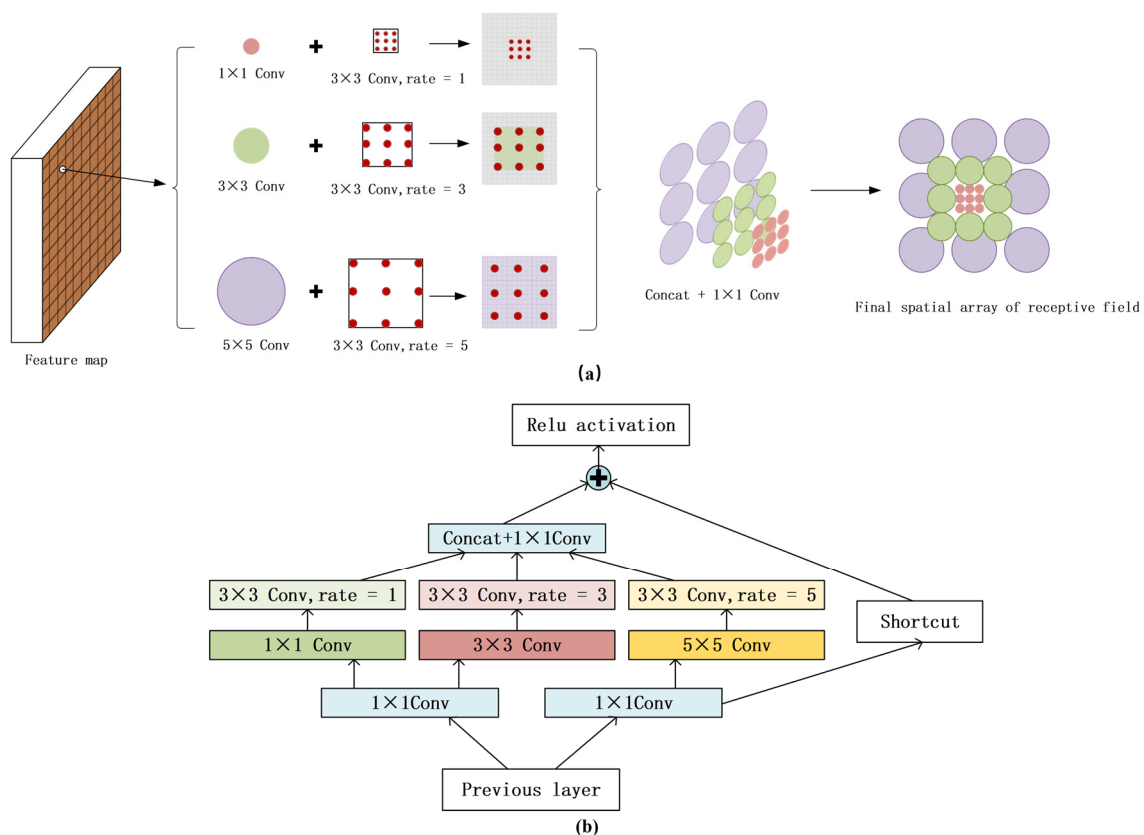 1×1 Conv
3×3 Conv, rate = 1
3×3 Conv
3×3 Conv, rate = 3
5×5 Conv
3×3 Conv, rate = 5
Feature map
Concat + 1×1 Conv
Final spatial array of receptive field
(a)
Relu activation
Concat+1×1Conv
3×3 Conv, rate = 1
3×3 Conv, rate = 3
3×3 Conv, rate = 5
Shortcut
1×1 Conv
3×3 Conv
5×5 Conv
1×1Conv
1×1Conv
Previous layer
(b)